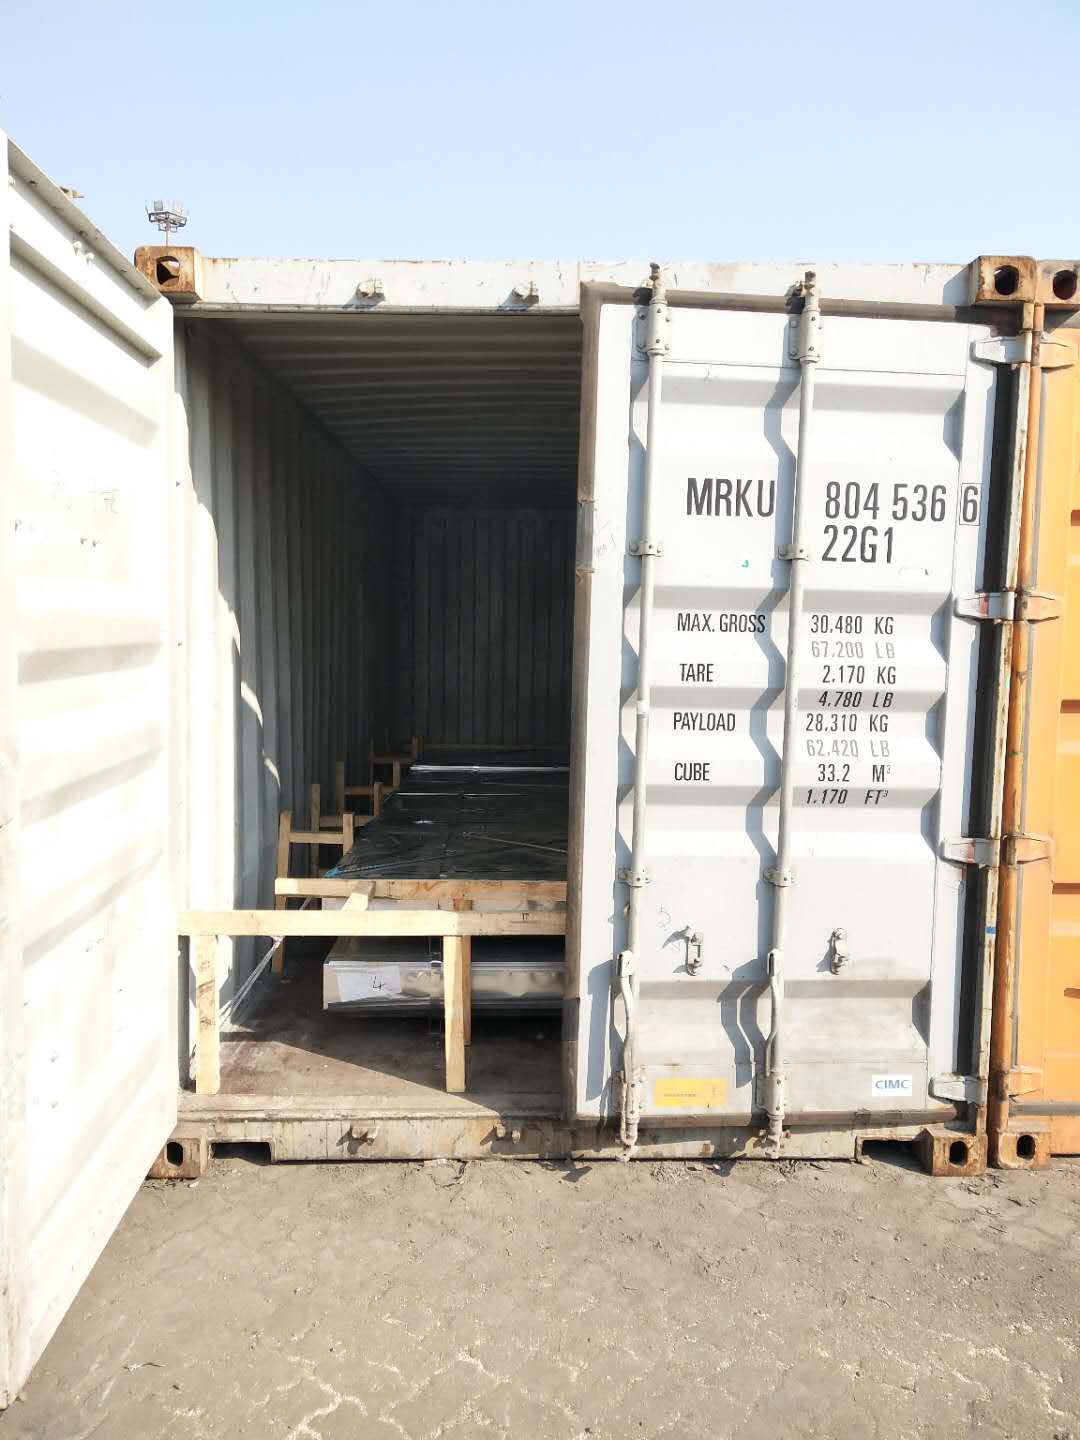 MRKU 804 536 6
22G1
MAX. GROSS 30.480 KG
67.200 LB
TARE 2.170 KG
4.780 LB
PAYLOAD 28.310 KG
62.420 LB
CUBE 33.2 M³
1.170 FT³
4
CIMC